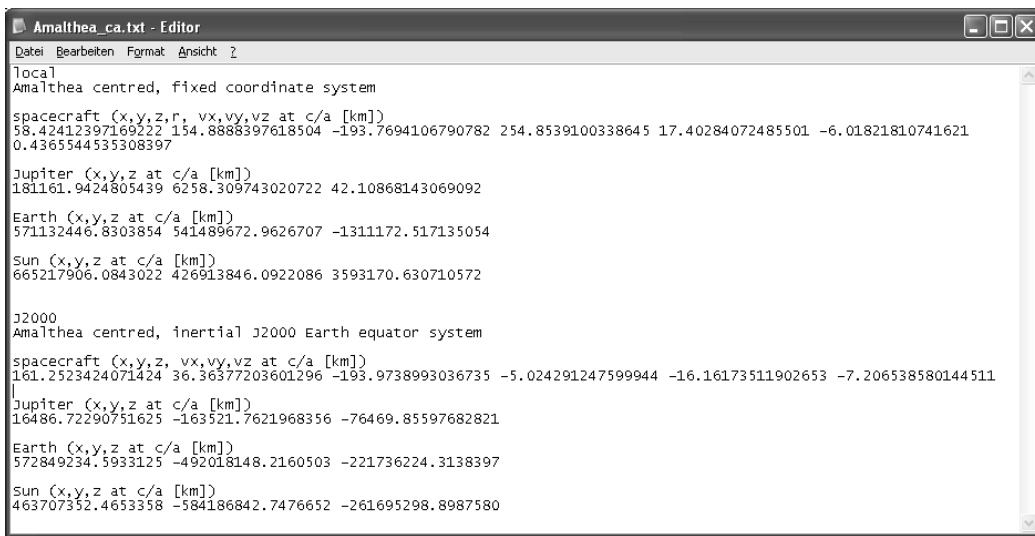 Amalthea_ca.txt - Editor
Datei Bearbeiten Format Ansicht ?
local
Amalthea centred, fixed coordinate system
spacecraft (x,y,z,r, vx,vy,vz at c/a [km])
58.42412397169222 154.8888397618504 -193.7694106790782 254.8539100338645 17.40284072485501 -6.01821810741621
0.4365544535308397
Jupiter (x,y,z at c/a [km])
181161.9424805439 6258.309743020722 42.10868143069092
Earth (x,y,z at c/a [km])
571132446.8303854 541489672.9626707 -1311172.517135054
Sun (x,y,z at c/a [km])
665217906.0843022 426913846.0922086 3593170.630710572
J2000
Amalthea centred, inertial J2000 Earth equator system
spacecraft (x,y,z, vx,vy,vz at c/a [km])
161.2523424071424 36.36377203601296 -193.9738993036735 -5.024291247599944 -16.16173511902653 -7.206538580144511
Jupiter (x,y,z at c/a [km])
16486.72290751625 -163521.7621968356 -76469.85597682821
Earth (x,y,z at c/a [km])
572849234.5933125 -492018148.2160503 -221736224.3138397
Sun (x,y,z at c/a [km])
463707352.4653358 -584186842.7476652 -261695298.8987580